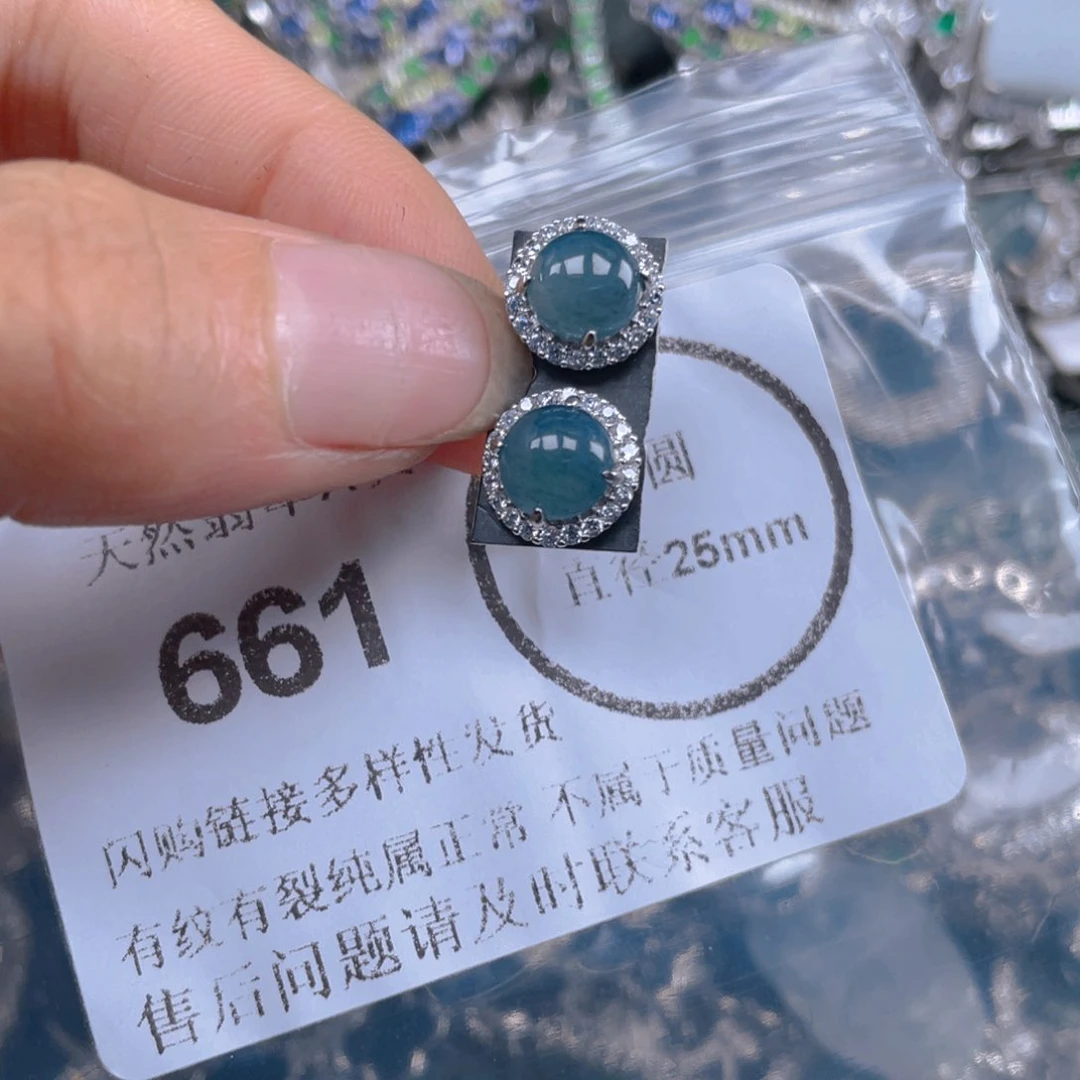 天然翡翠
圆
直径25mm
661
闪购链接多样性发货
有纹有裂纯属正常 不属于质量问题
售后问题请及时联系客服